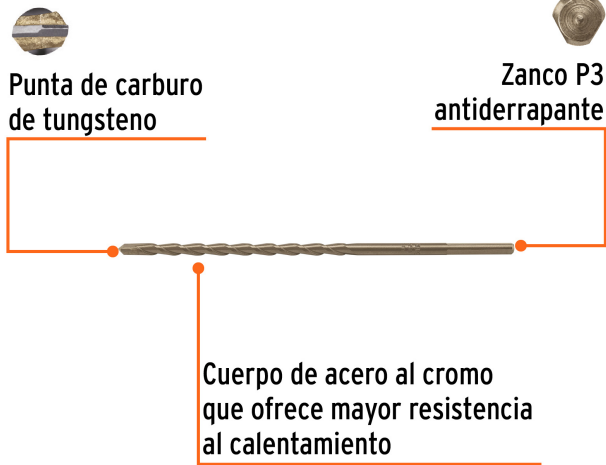 Punta de carburo
de tungsteno
Zanco P3
antiderrapante
Cuerpo de acero al cromo
que ofrece mayor resistencia
al calentamiento